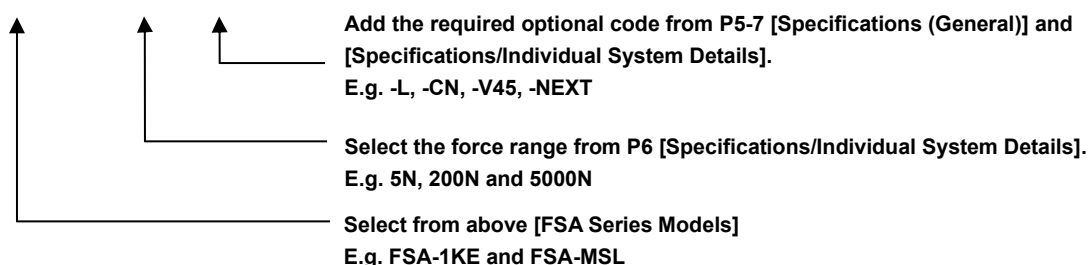 Add the required optional code from P5-7 [Specifications (General)] and
[Specifications/Individual System Details].
E.g. -L, -CN, -V45, -NEXT
Select the force range from P6 [Specifications/Individual System Details].
E.g. 5N, 200N and 5000N
Select from above [FSA Series Models]
E.g. FSA-1KE and FSA-MSL